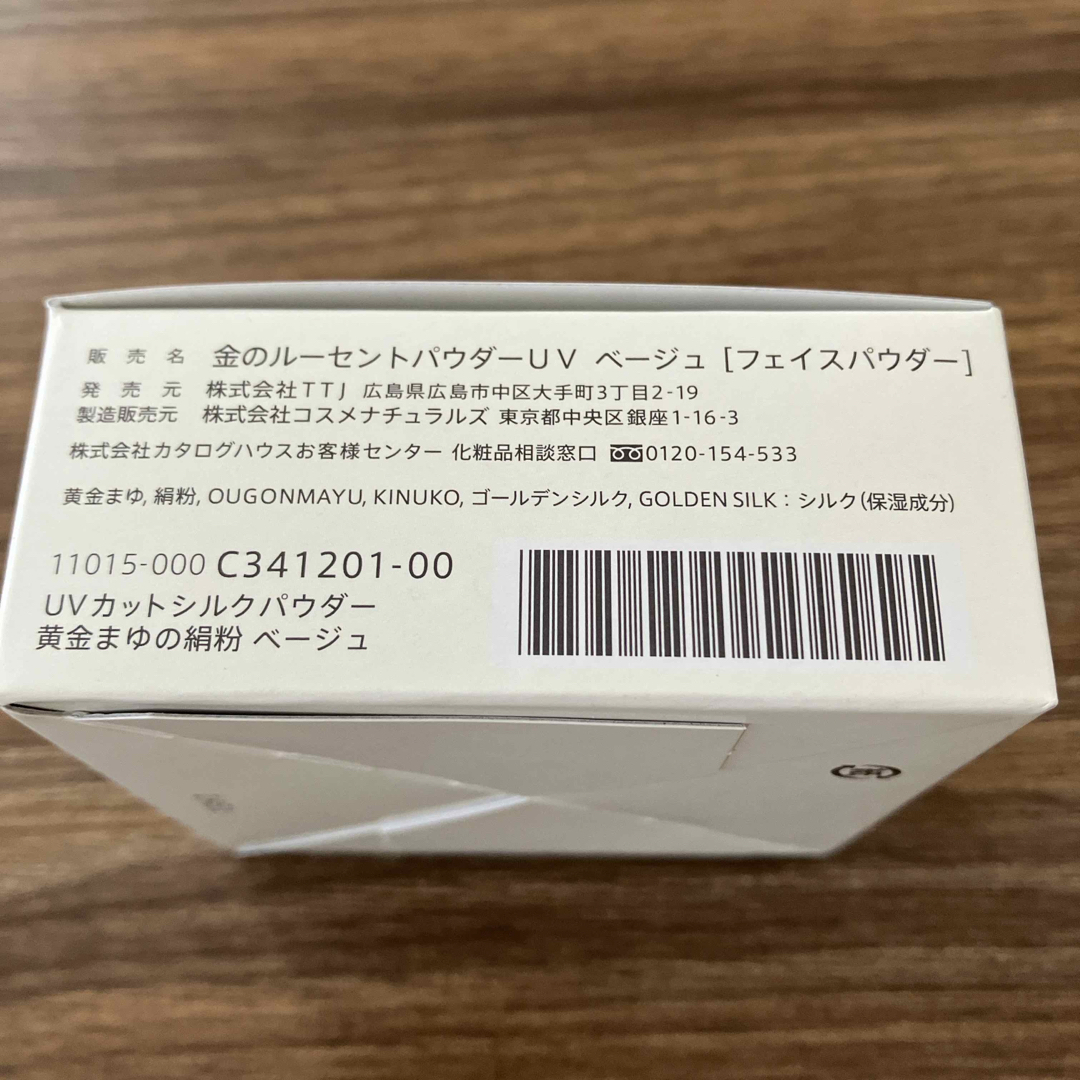 販売名 金のルーセントパウダーUV ベージュ [フェイスパウダー]
発売元 株式会社TTJ 広島県広島市中区大手町3丁目2-19
製造販売元 株式会社コスメナチュラルズ 東京都中央区銀座1-16-3
株式会社カタログハウスお客様センター 化粧品相談窓口 0120-154-533
黄金まゆ, 絹粉, OUGONMAYU, KINUKO, ゴールデンシルク, GOLDEN SILK : シルク(保湿成分)
11015-000 C341201-00
UVカットシルクパウダー
黄金まゆの絹粉 ベージュ